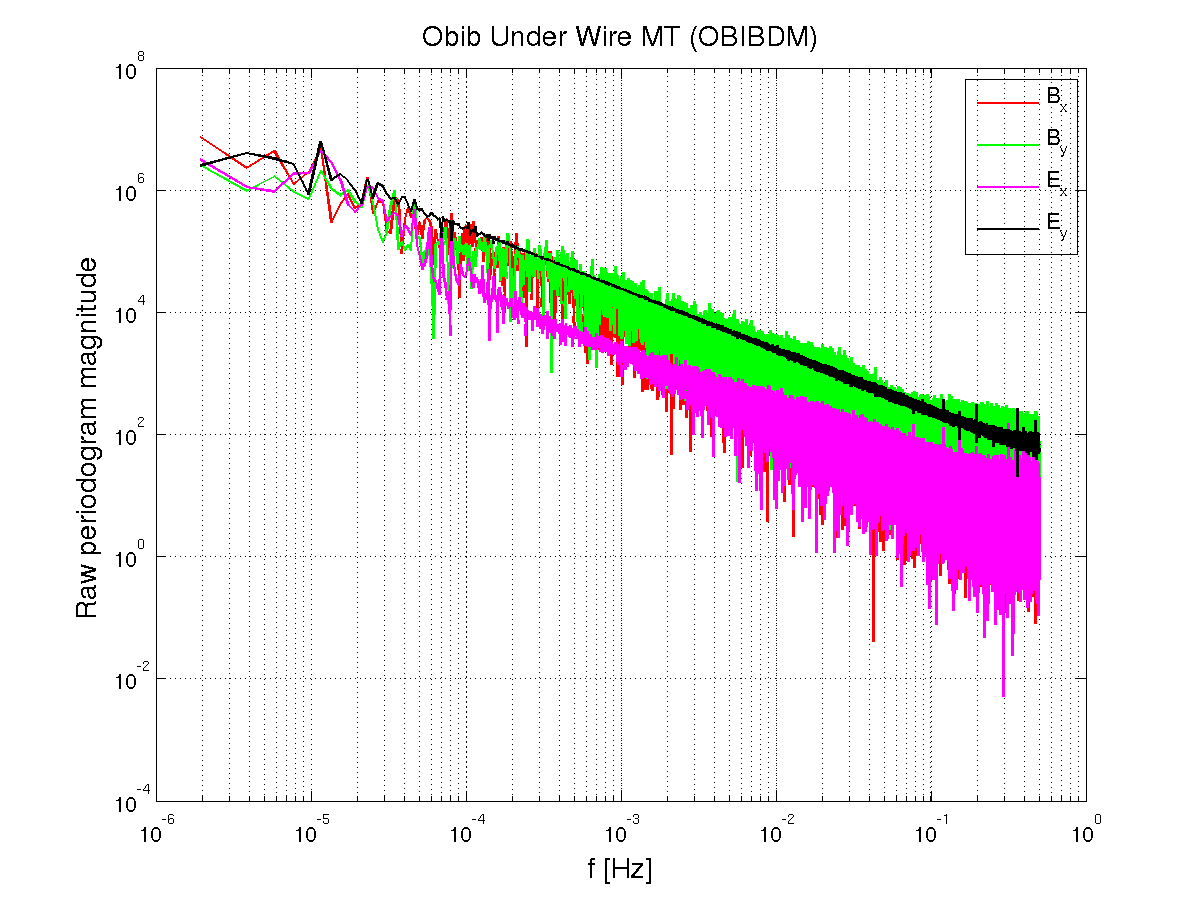 Obib Under Wire MT (OBIBDM)
10^8
10^6
10^4
10^2
10^0
10^-2
10^-4
Raw periodogram magnitude
B_x
B_y
E_x
E_y
10^-6 10^-5 10^-4 10^-3 10^-2 10^-1 10^0
f [Hz]